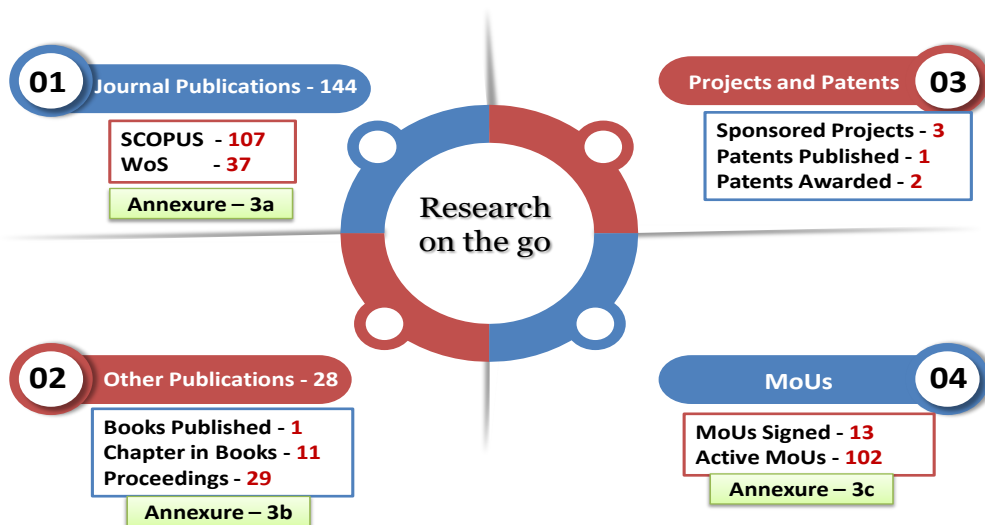 01
Journal Publications - 144
SCOPUS - 107
WoS - 37
Annexure – 3a
02
Other Publications - 28
Books Published - 1
Chapter in Books - 11
Proceedings - 29
Annexure – 3b
Research
on the go
Projects and Patents
03
Sponsored Projects - 3
Patents Published - 1
Patents Awarded - 2
MoUs
04
MoUs Signed - 13
Active MoUs - 102
Annexure – 3c